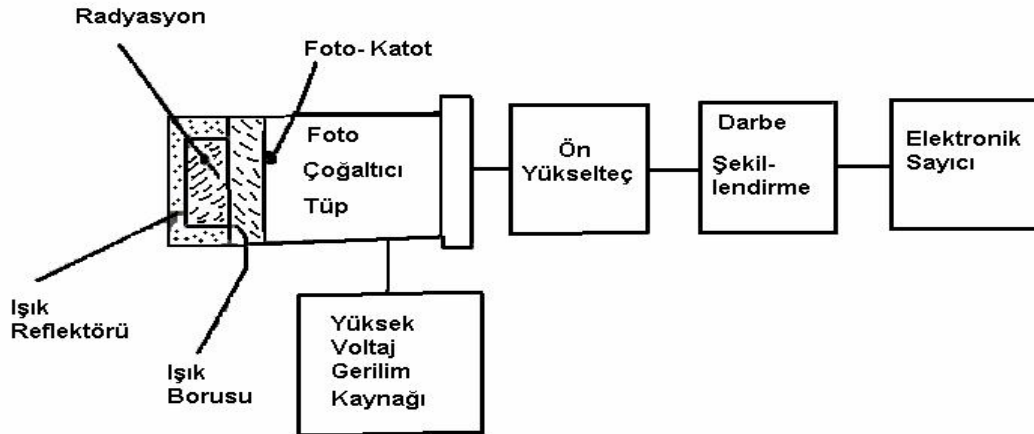 Radyasyon
Foto- Katot
Foto
Çoğaltıcı
Tüp
Ön
Yükselteç
Darbe
Şekil-
lendirme
Elektronik
Sayıcı
Işık
Reflektörü
Işık
Borusu
Yüksek
Voltaj
Gerilim
Kaynağı